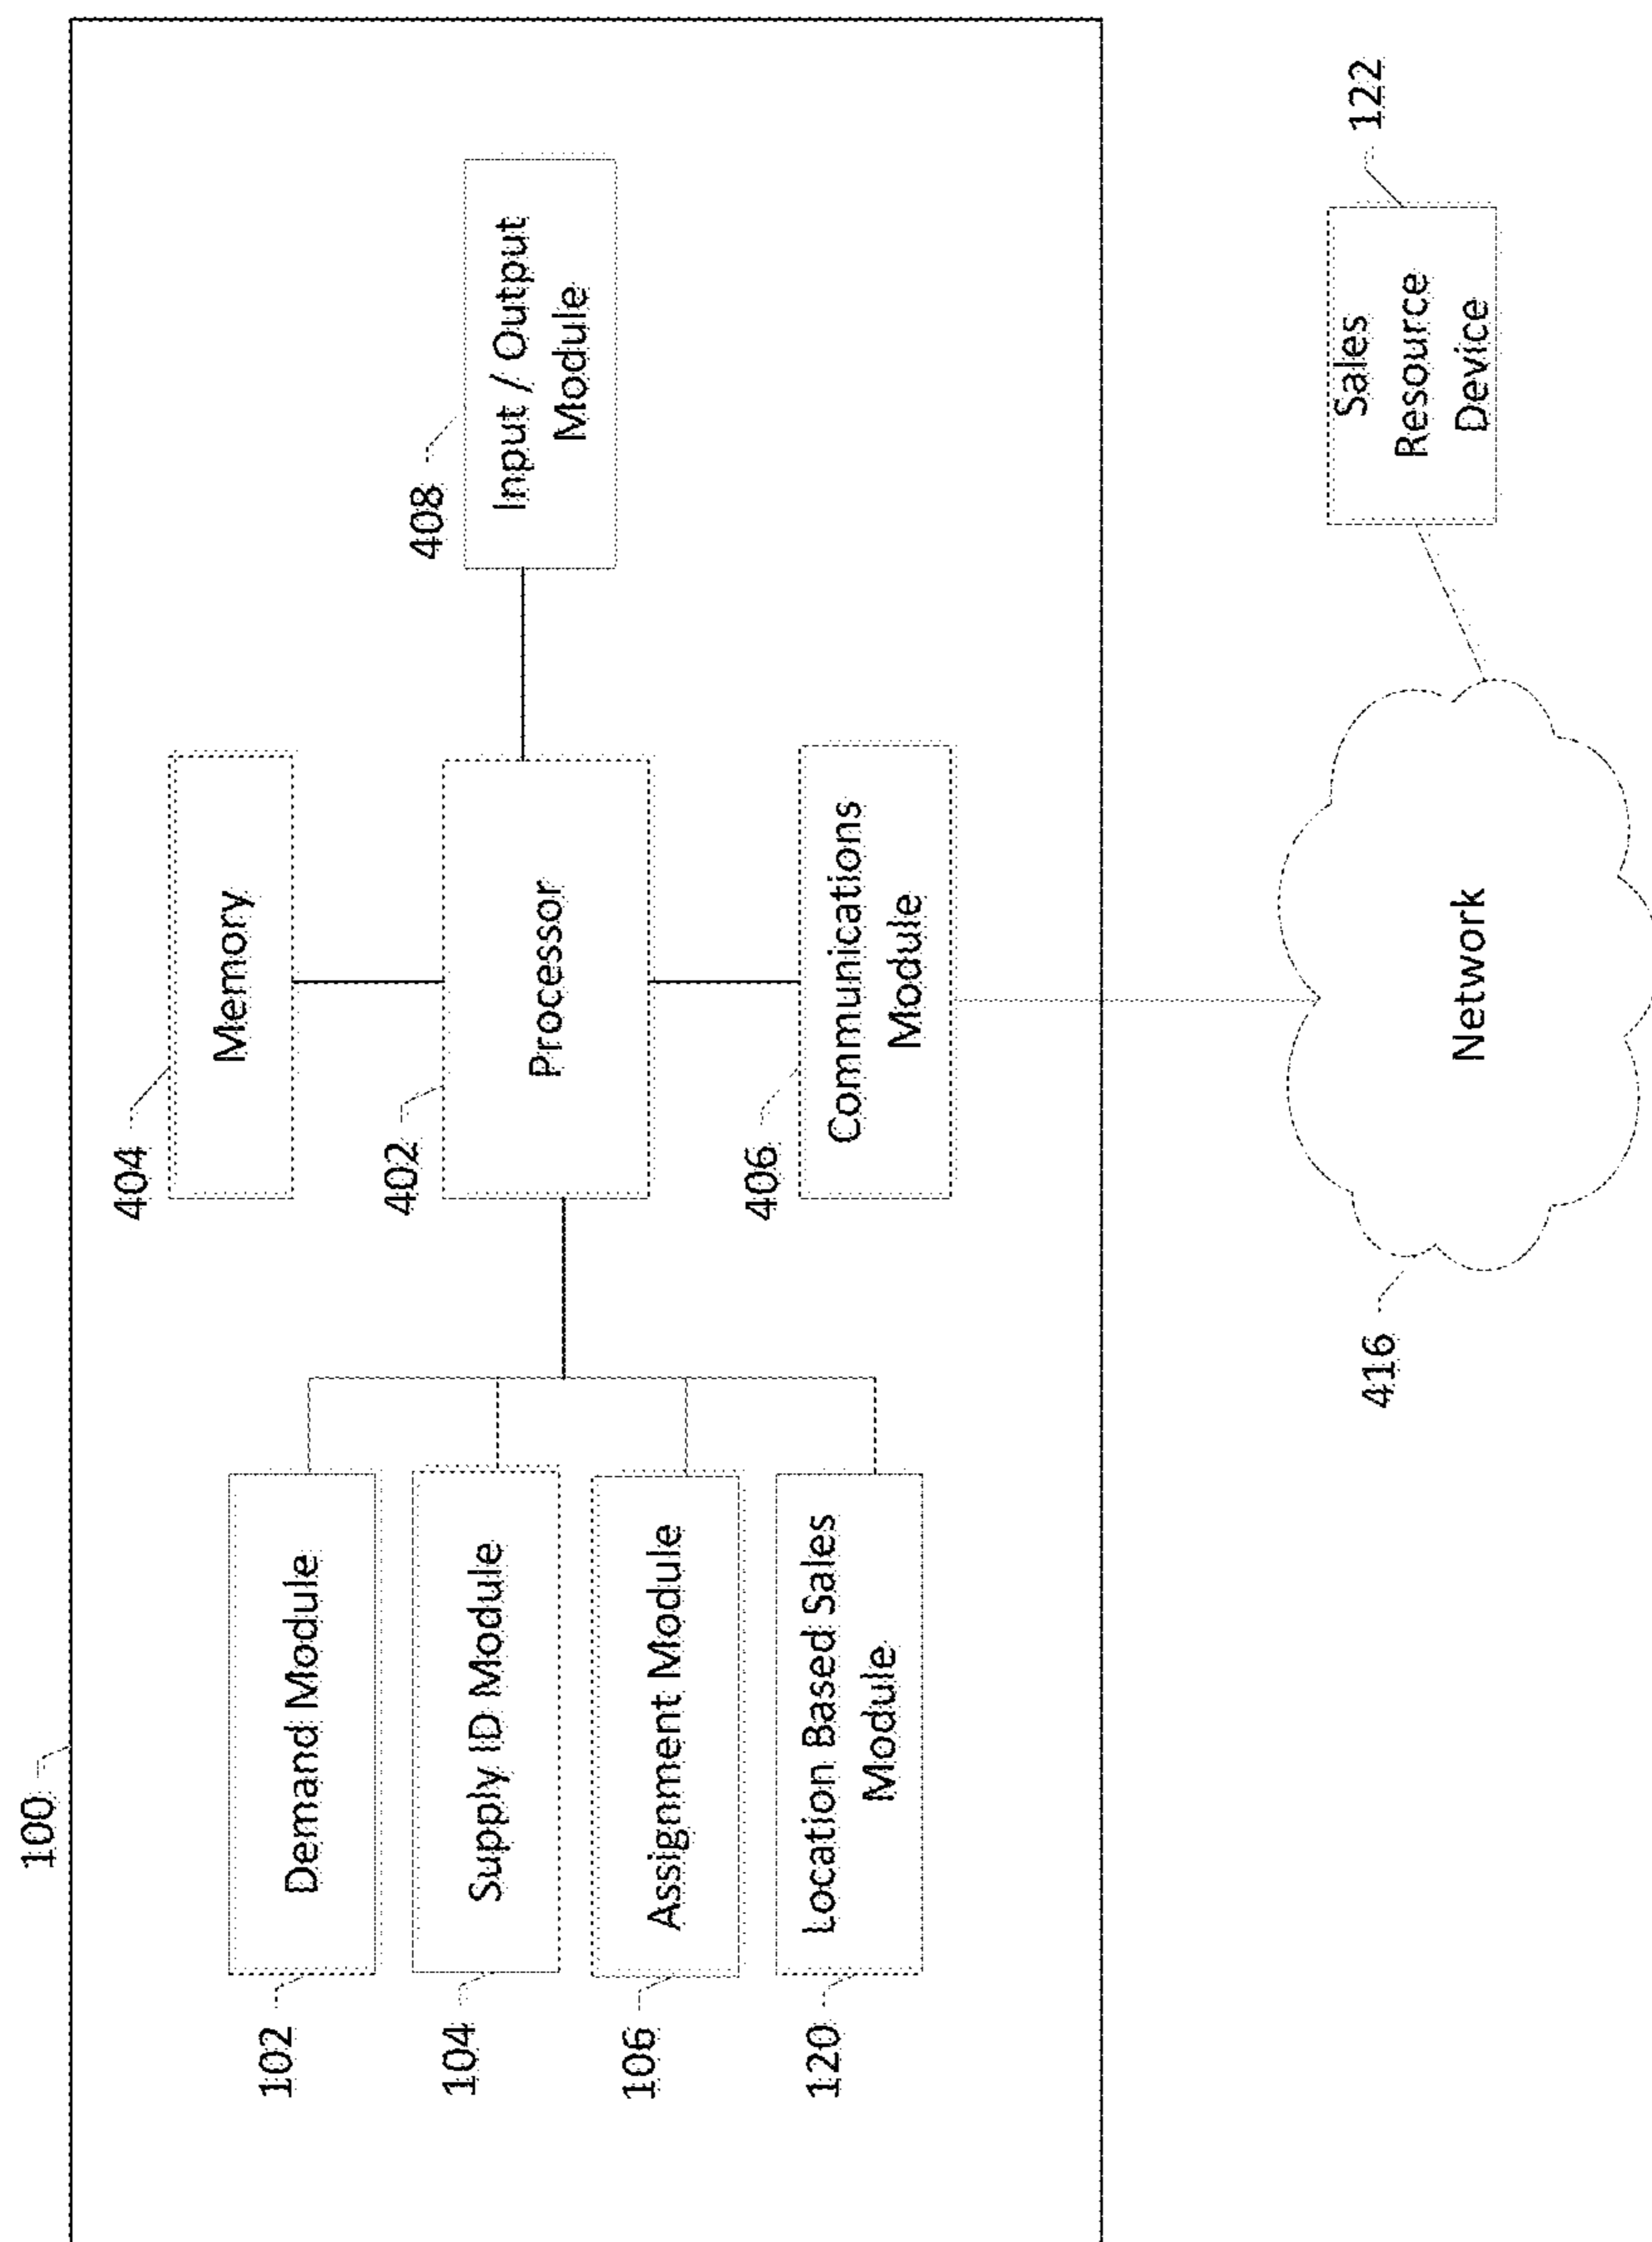 100
404
Memory
102
Demand Module
402
Processor
408
Input / Output
Module
104
Supply ID Module
106
Assignment Module
406
Communications
Module
120
Location Based Sales
Module
416
Network
122
Sales
Resource
Device